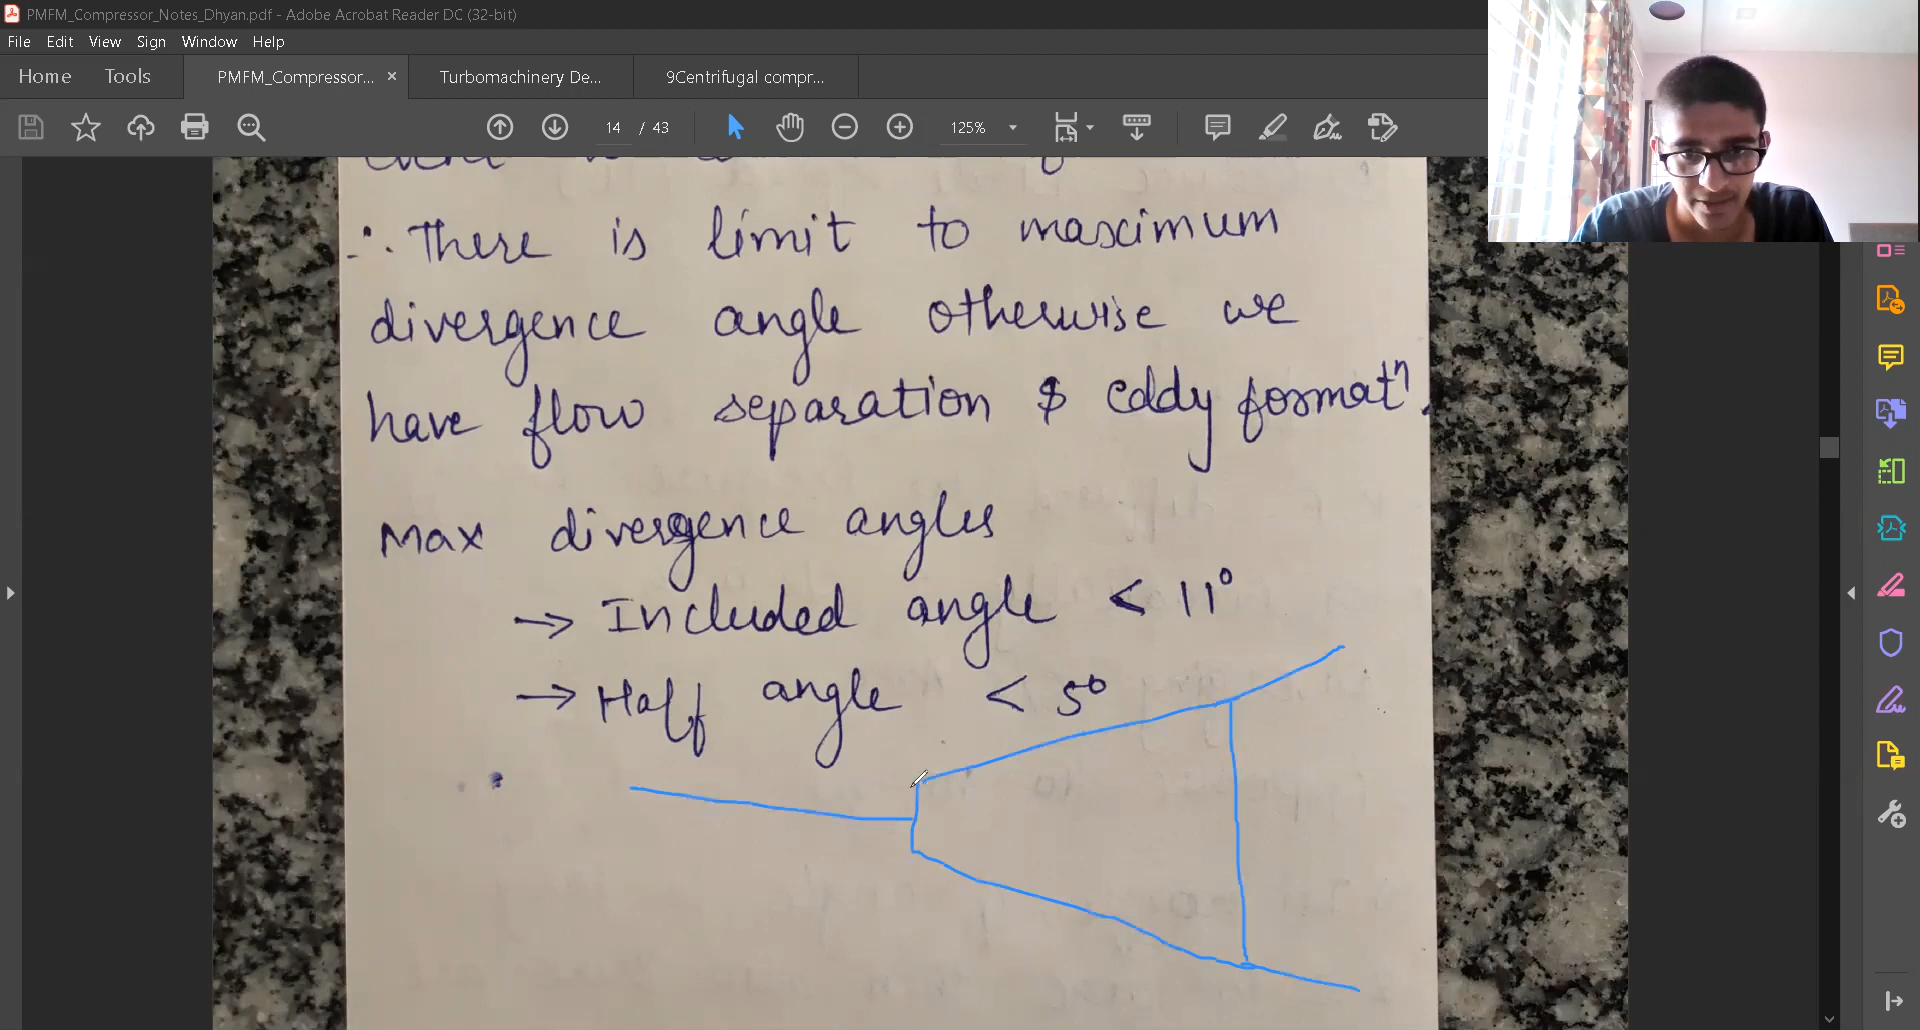 PMFM_Compressor_Notes_Dhyan.pdf - Adobe Acrobat Reader DC (32-bit)
File Edit View Sign Window Help
Home Tools PMFM_Compressor... × Turbomachinery De... 9Centrifugal compr...
14 / 43 125%
∴ There is limit to maximum
divergence angle otherwise we
have flow separation & eddy formatⁿ.
Max divergence angles
→ Included angle < 11°
→ Half angle < 5°